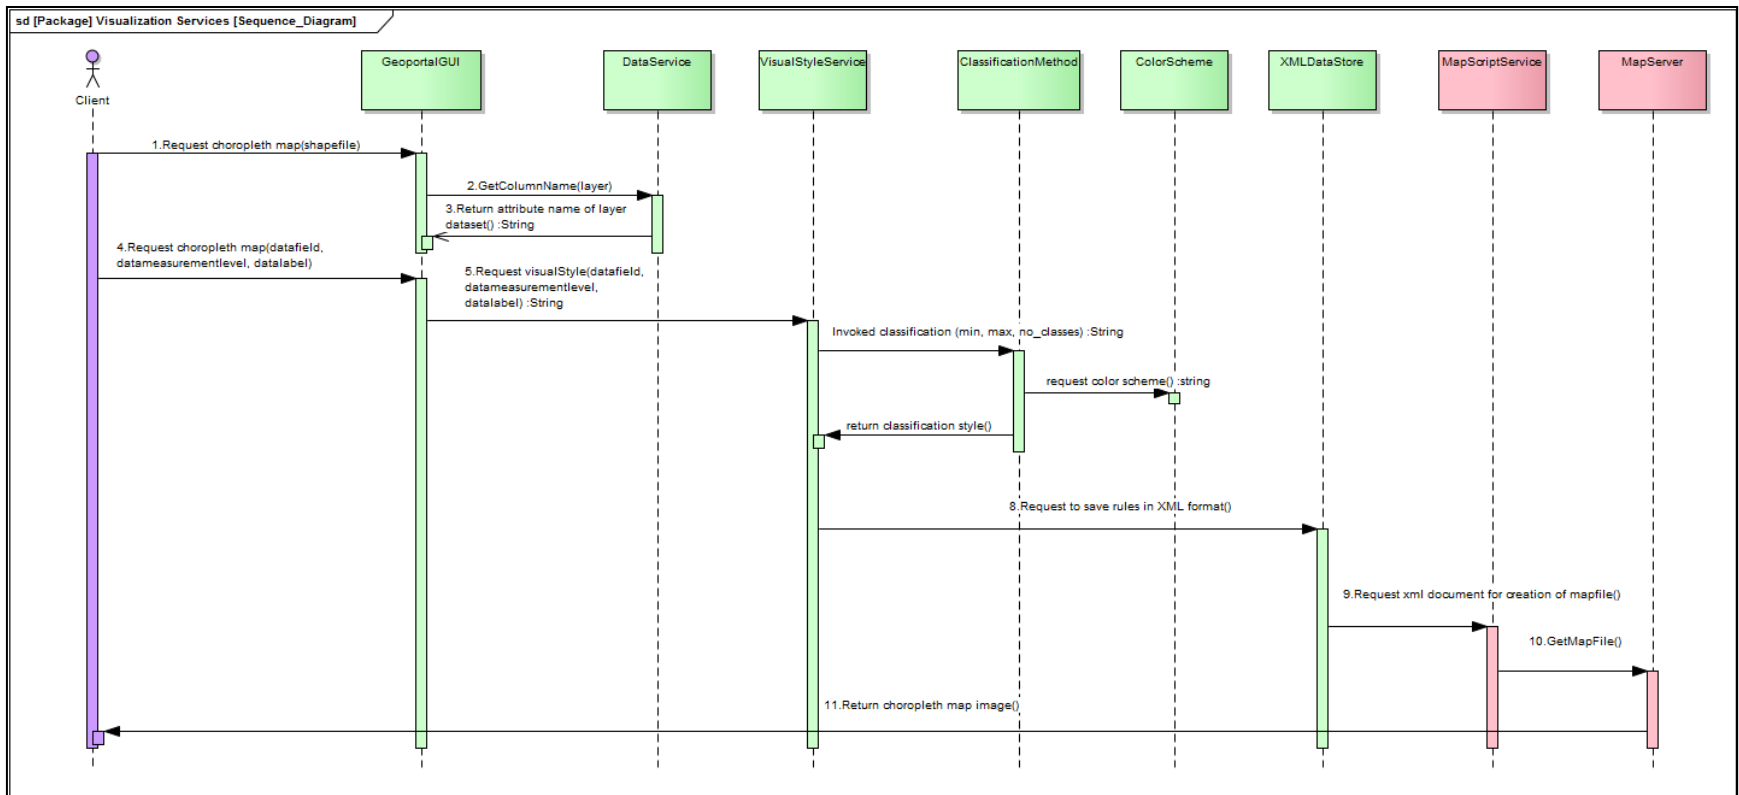 sd [Package] Visualization Services [Sequence_Diagram]
Client
GeoportalGUI
DataService
VisualStyleService
ClassificationMethod
ColorScheme
XMLDataStore
MapScriptService
MapServer
1.Request choropleth map(shapefile)
2.GetColumnName(layer)
3.Return attribute name of layer
dataset() :String
4.Request choropleth map(datafield,
datameasurementlevel, datalabel)
5.Request visualStyle(datafield,
datameasurementlevel,
datalabel) :String
Invoked classification (min, max, no_classes) :String
request color scheme() :string
return classification style()
8.Request to save rules in XML format()
9.Request xml document for creation of mapfile()
10.GetMapFile()
11.Return choropleth map image()